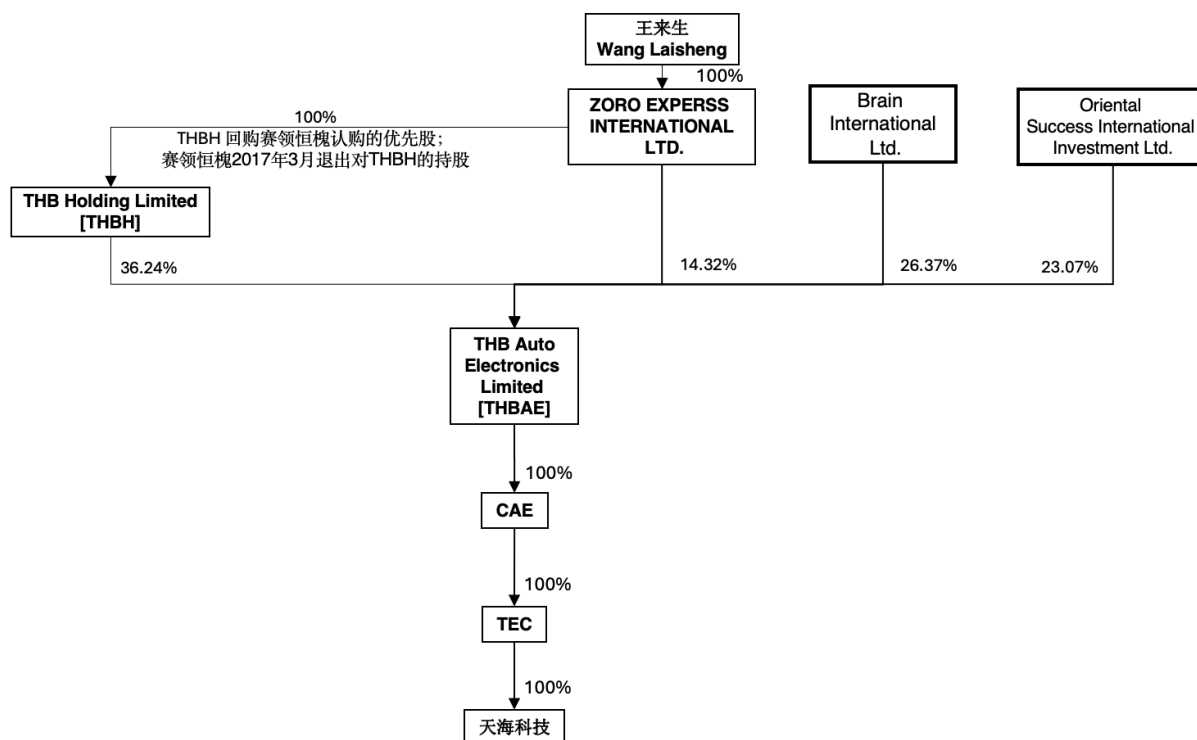 王来生
Wang Laisheng
100%
ZORO EXPERSS
INTERNATIONAL
LTD.
Brain
International
Ltd.
Oriental
Success International
Investment Ltd.
100%
THBH 回购赛领恒槐认购的优先股；
赛领恒槐2017年3月退出对THBH的持股
THB Holding Limited
[THBH]
36.24%
14.32%
26.37%
23.07%
THB Auto
Electronics
Limited
[THBAE]
100%
CAE
100%
TEC
100%
天海科技